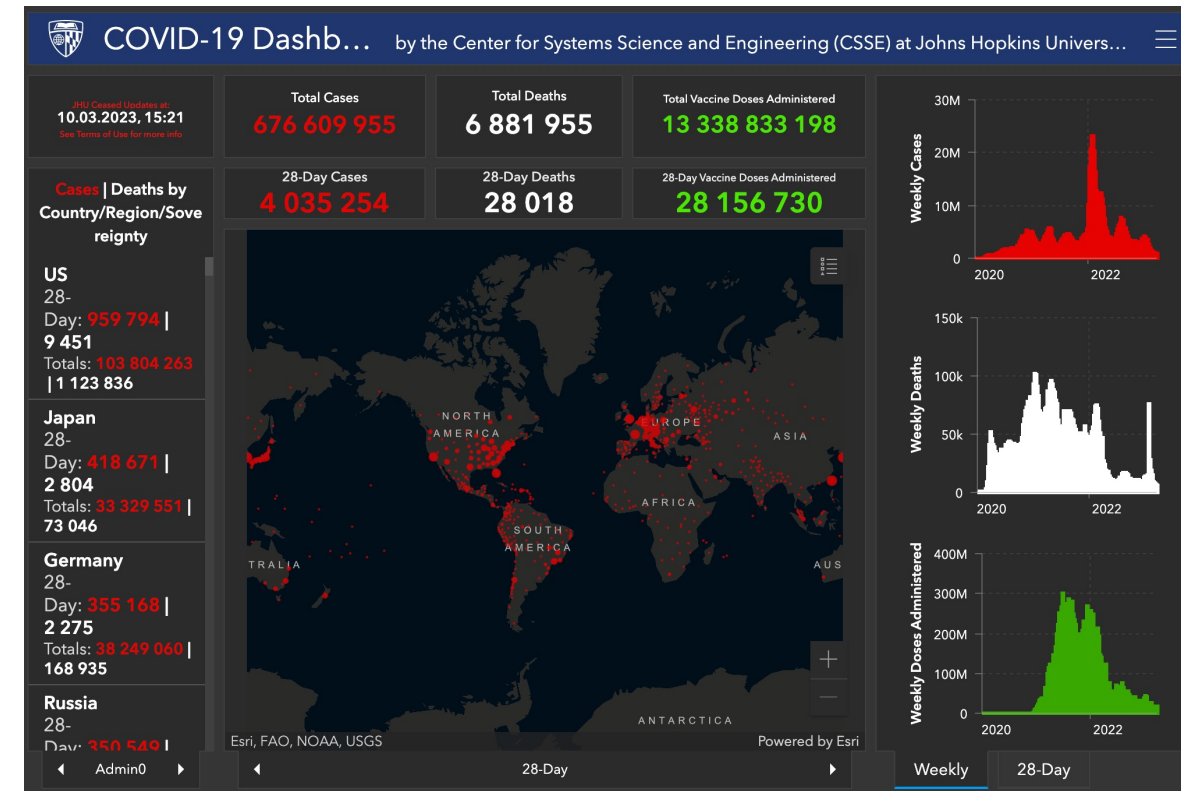 COVID-19 Dashb...
by the Center for Systems Science and Engineering (CSSE) at Johns Hopkins Univers...
JHU Ceased Updates at:
10.03.2023, 15:21
See Terms of Use for more info
Total Cases
676 609 955
Total Deaths
6 881 955
Total Vaccine Doses Administered
13 338 833 198
28-Day Cases
4 035 254
28-Day Deaths
28 018
28-Day Vaccine Doses Administered
28 156 730
Cases | Deaths by
Country/Region/Sove
reignty
US
28-
Day: 959 794 |
9 451
Totals: 103 804 263
| 1 123 836
Japan
28-
Day: 418 671 |
2 804
Totals: 33 329 551 |
73 046
Germany
28-
Day: 355 168 |
2 275
Totals: 38 249 060 |
168 935
Russia
28-
Day: 350 549 |
Admin0
NORTH
AMERICA
EUROPE
ASIA
AFRICA
SOUTH
AMERICA
TRALIA
AUS
ANTARCTICA
Esri, FAO, NOAA, USGS
Powered by Esri
28-Day
Weekly Cases
30M
20M
10M
0
2020
2022
Weekly Deaths
150k
100k
50k
0
2020
2022
Weekly Doses Administered
400M
300M
200M
100M
0
2020
2022
Weekly
28-Day